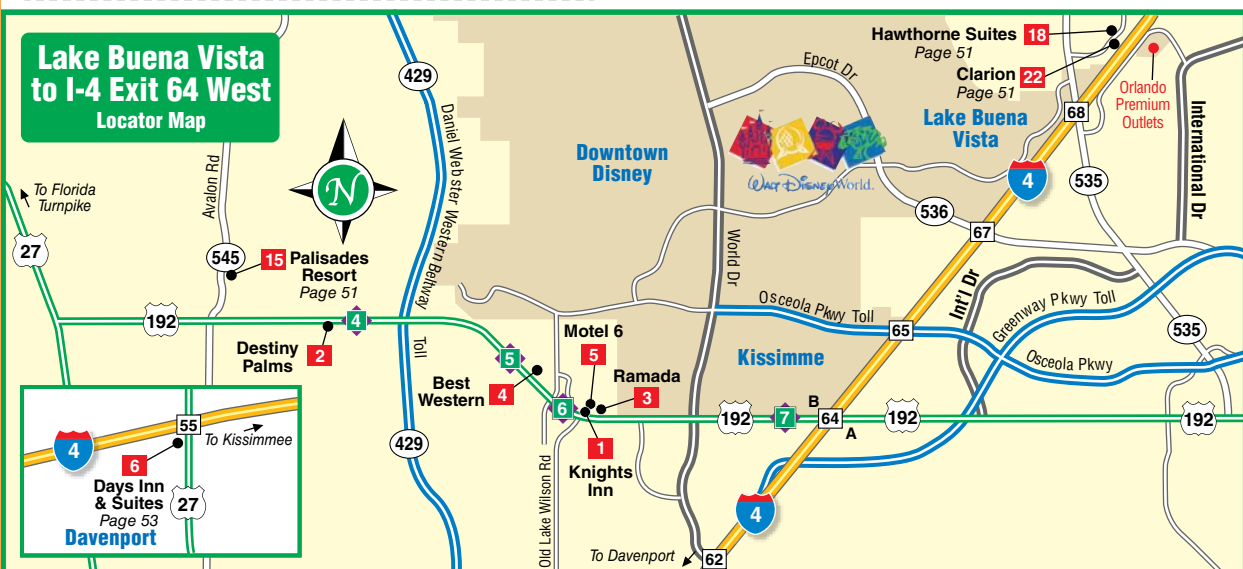 Lake Buena Vista
to I-4 Exit 64 West
Locator Map
To Florida
Turnpike
27
Avalon Rd
545
N
15 Palisades
Resort
Page 51
192
4
Destiny
Palms
2
429
Daniel Webster Western Beltway
Toll
429
5
Best
Western
4
Motel 6
5
6
Ramada
3
1
Knights
Inn
Old Lake Wilson Rd
Downtown
Disney
Walt Disney World.
Epcot Dr
World Dr
Osceola Pkwy Toll
Kissimme
192
7
B
64
A
192
192
65
Hawthorne Suites 18
Page 51
Clarion 22
Page 51
Lake Buena
Vista
Orlando
Premium
Outlets
68
4
535
International Dr
536
67
Int'l Dr
Greenway Pkwy Toll
Osceola Pkwy
535
4
To Davenport
62
55
4
To Kissimmee
6
Days Inn
& Suites
Page 53
27
Davenport